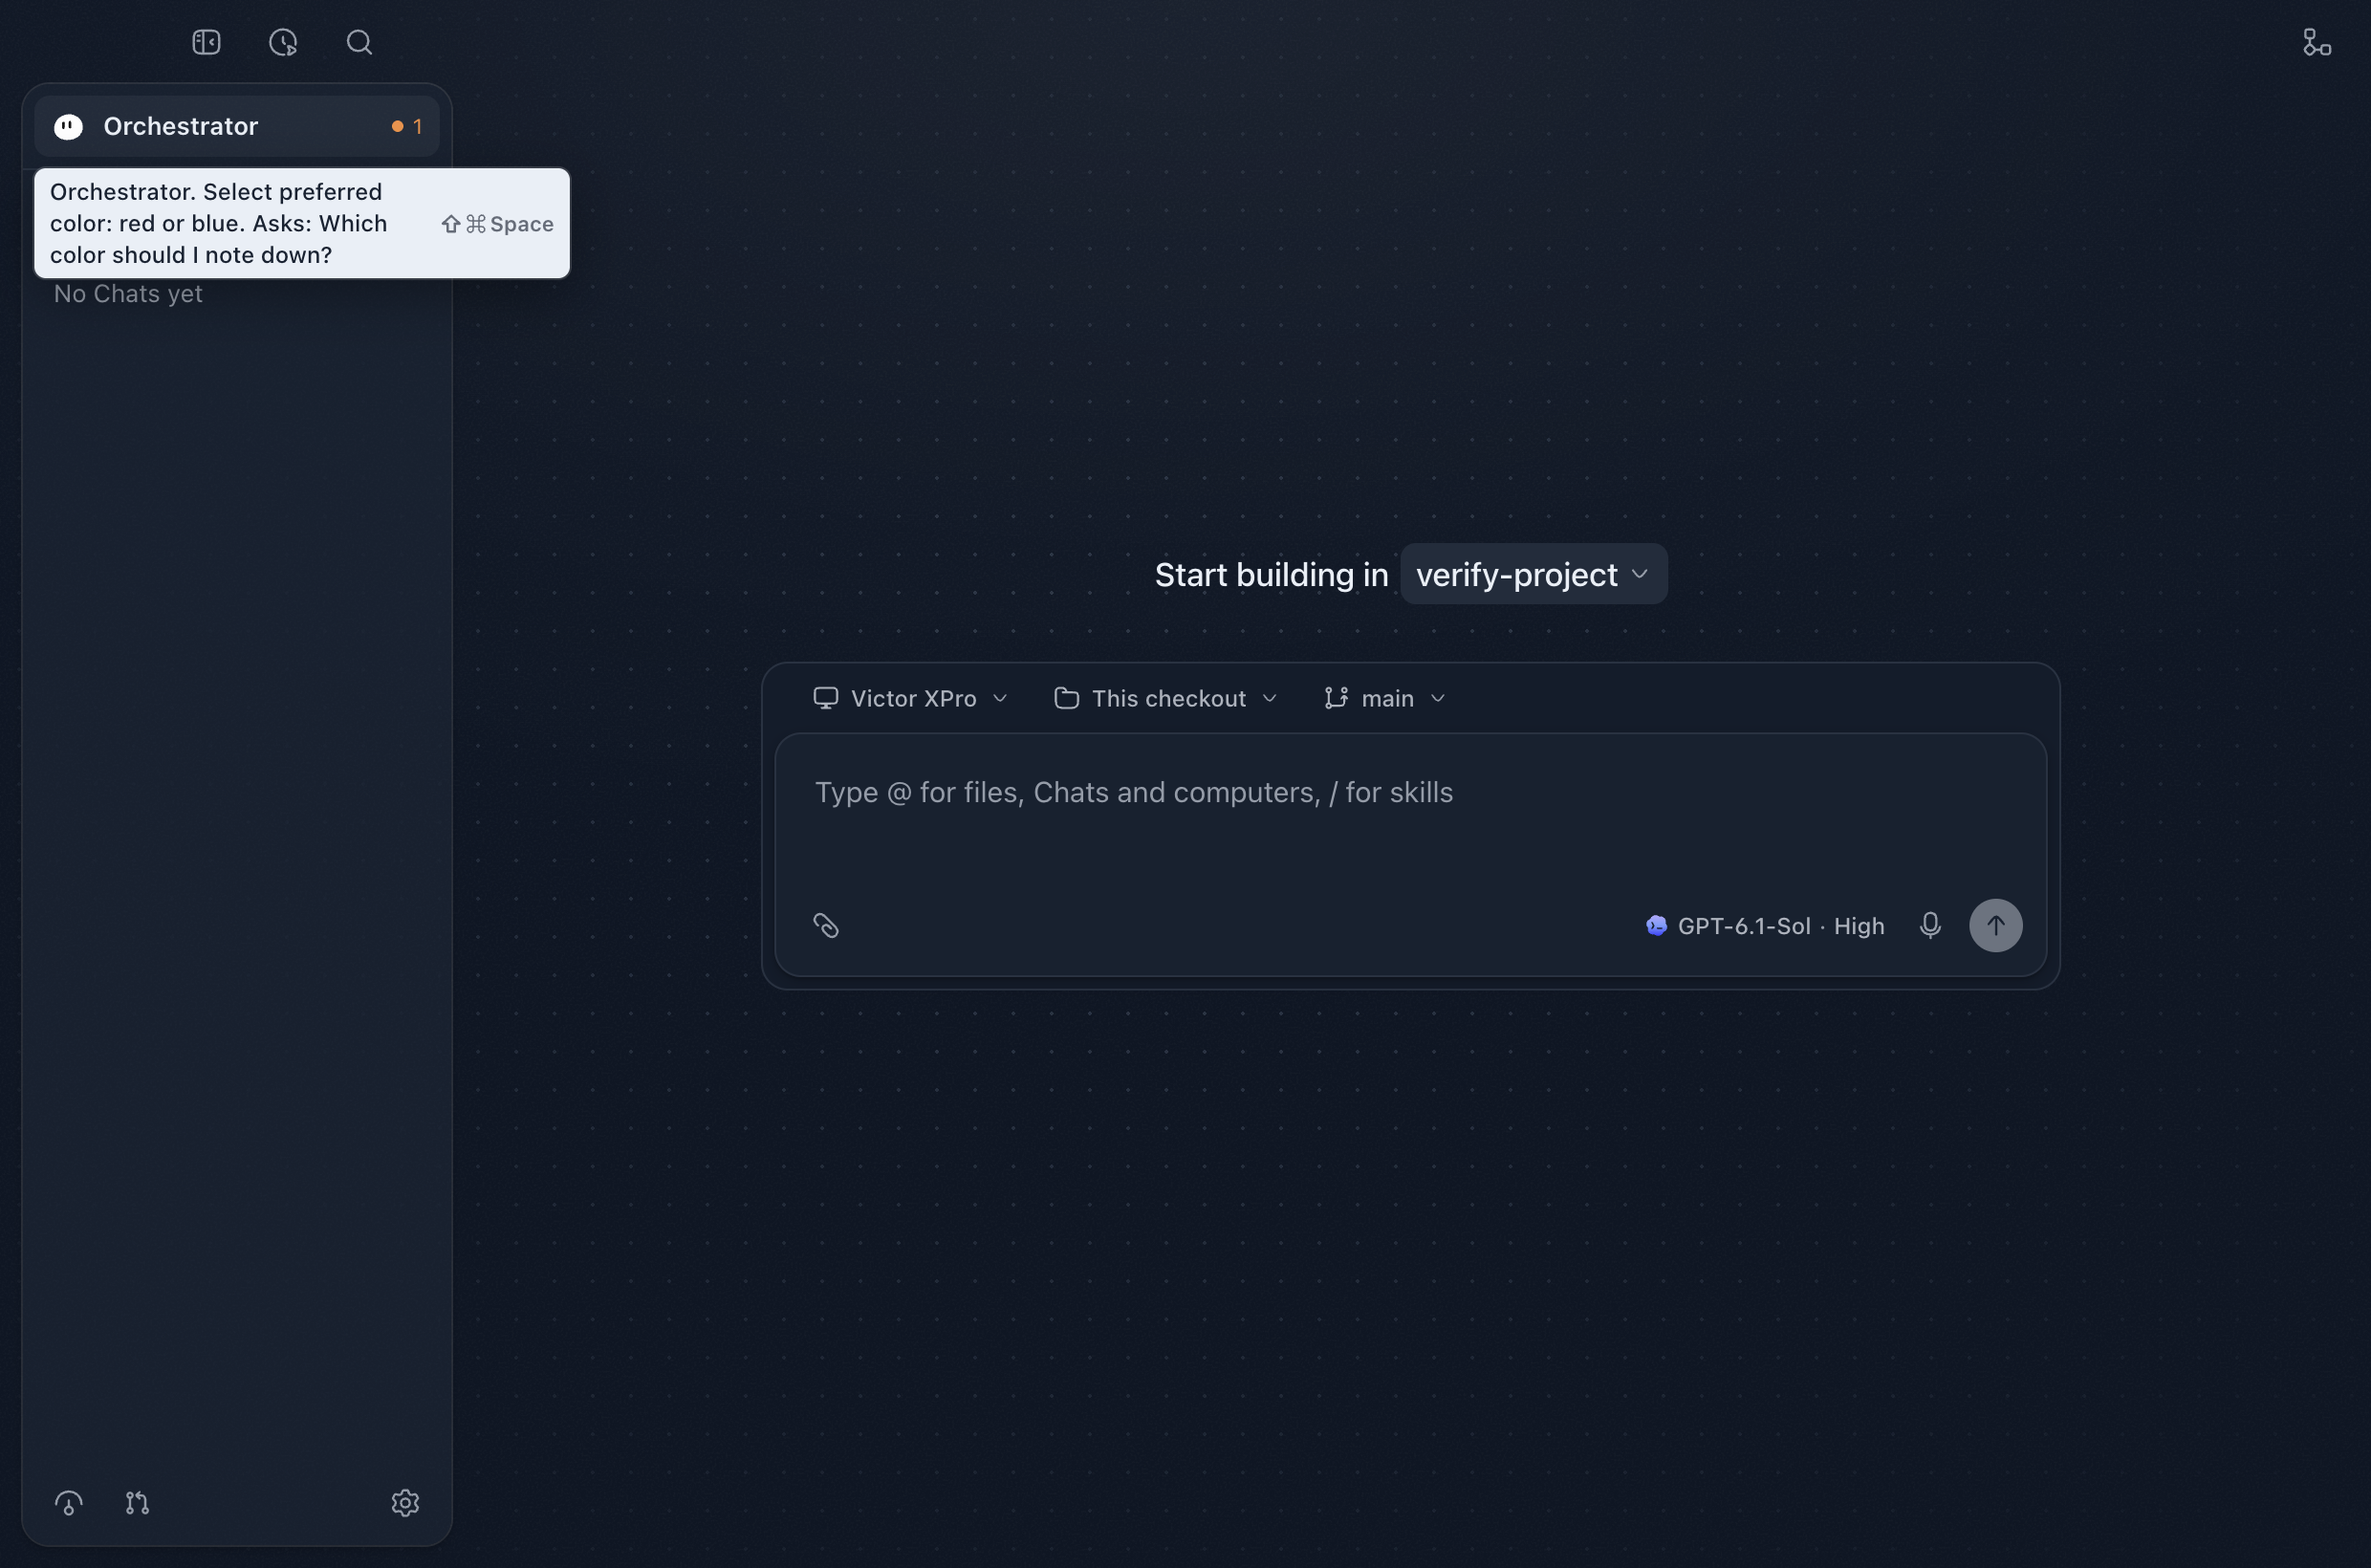 Orchestrator
1
Orchestrator. Select preferred
color: red or blue. Asks: Which
color should I note down?
⇧⌘Space
No Chats yet
Start building in verify-project
Victor XPro
This checkout
main
Type @ for files, Chats and computers, / for skills
GPT-6.1-Sol · High